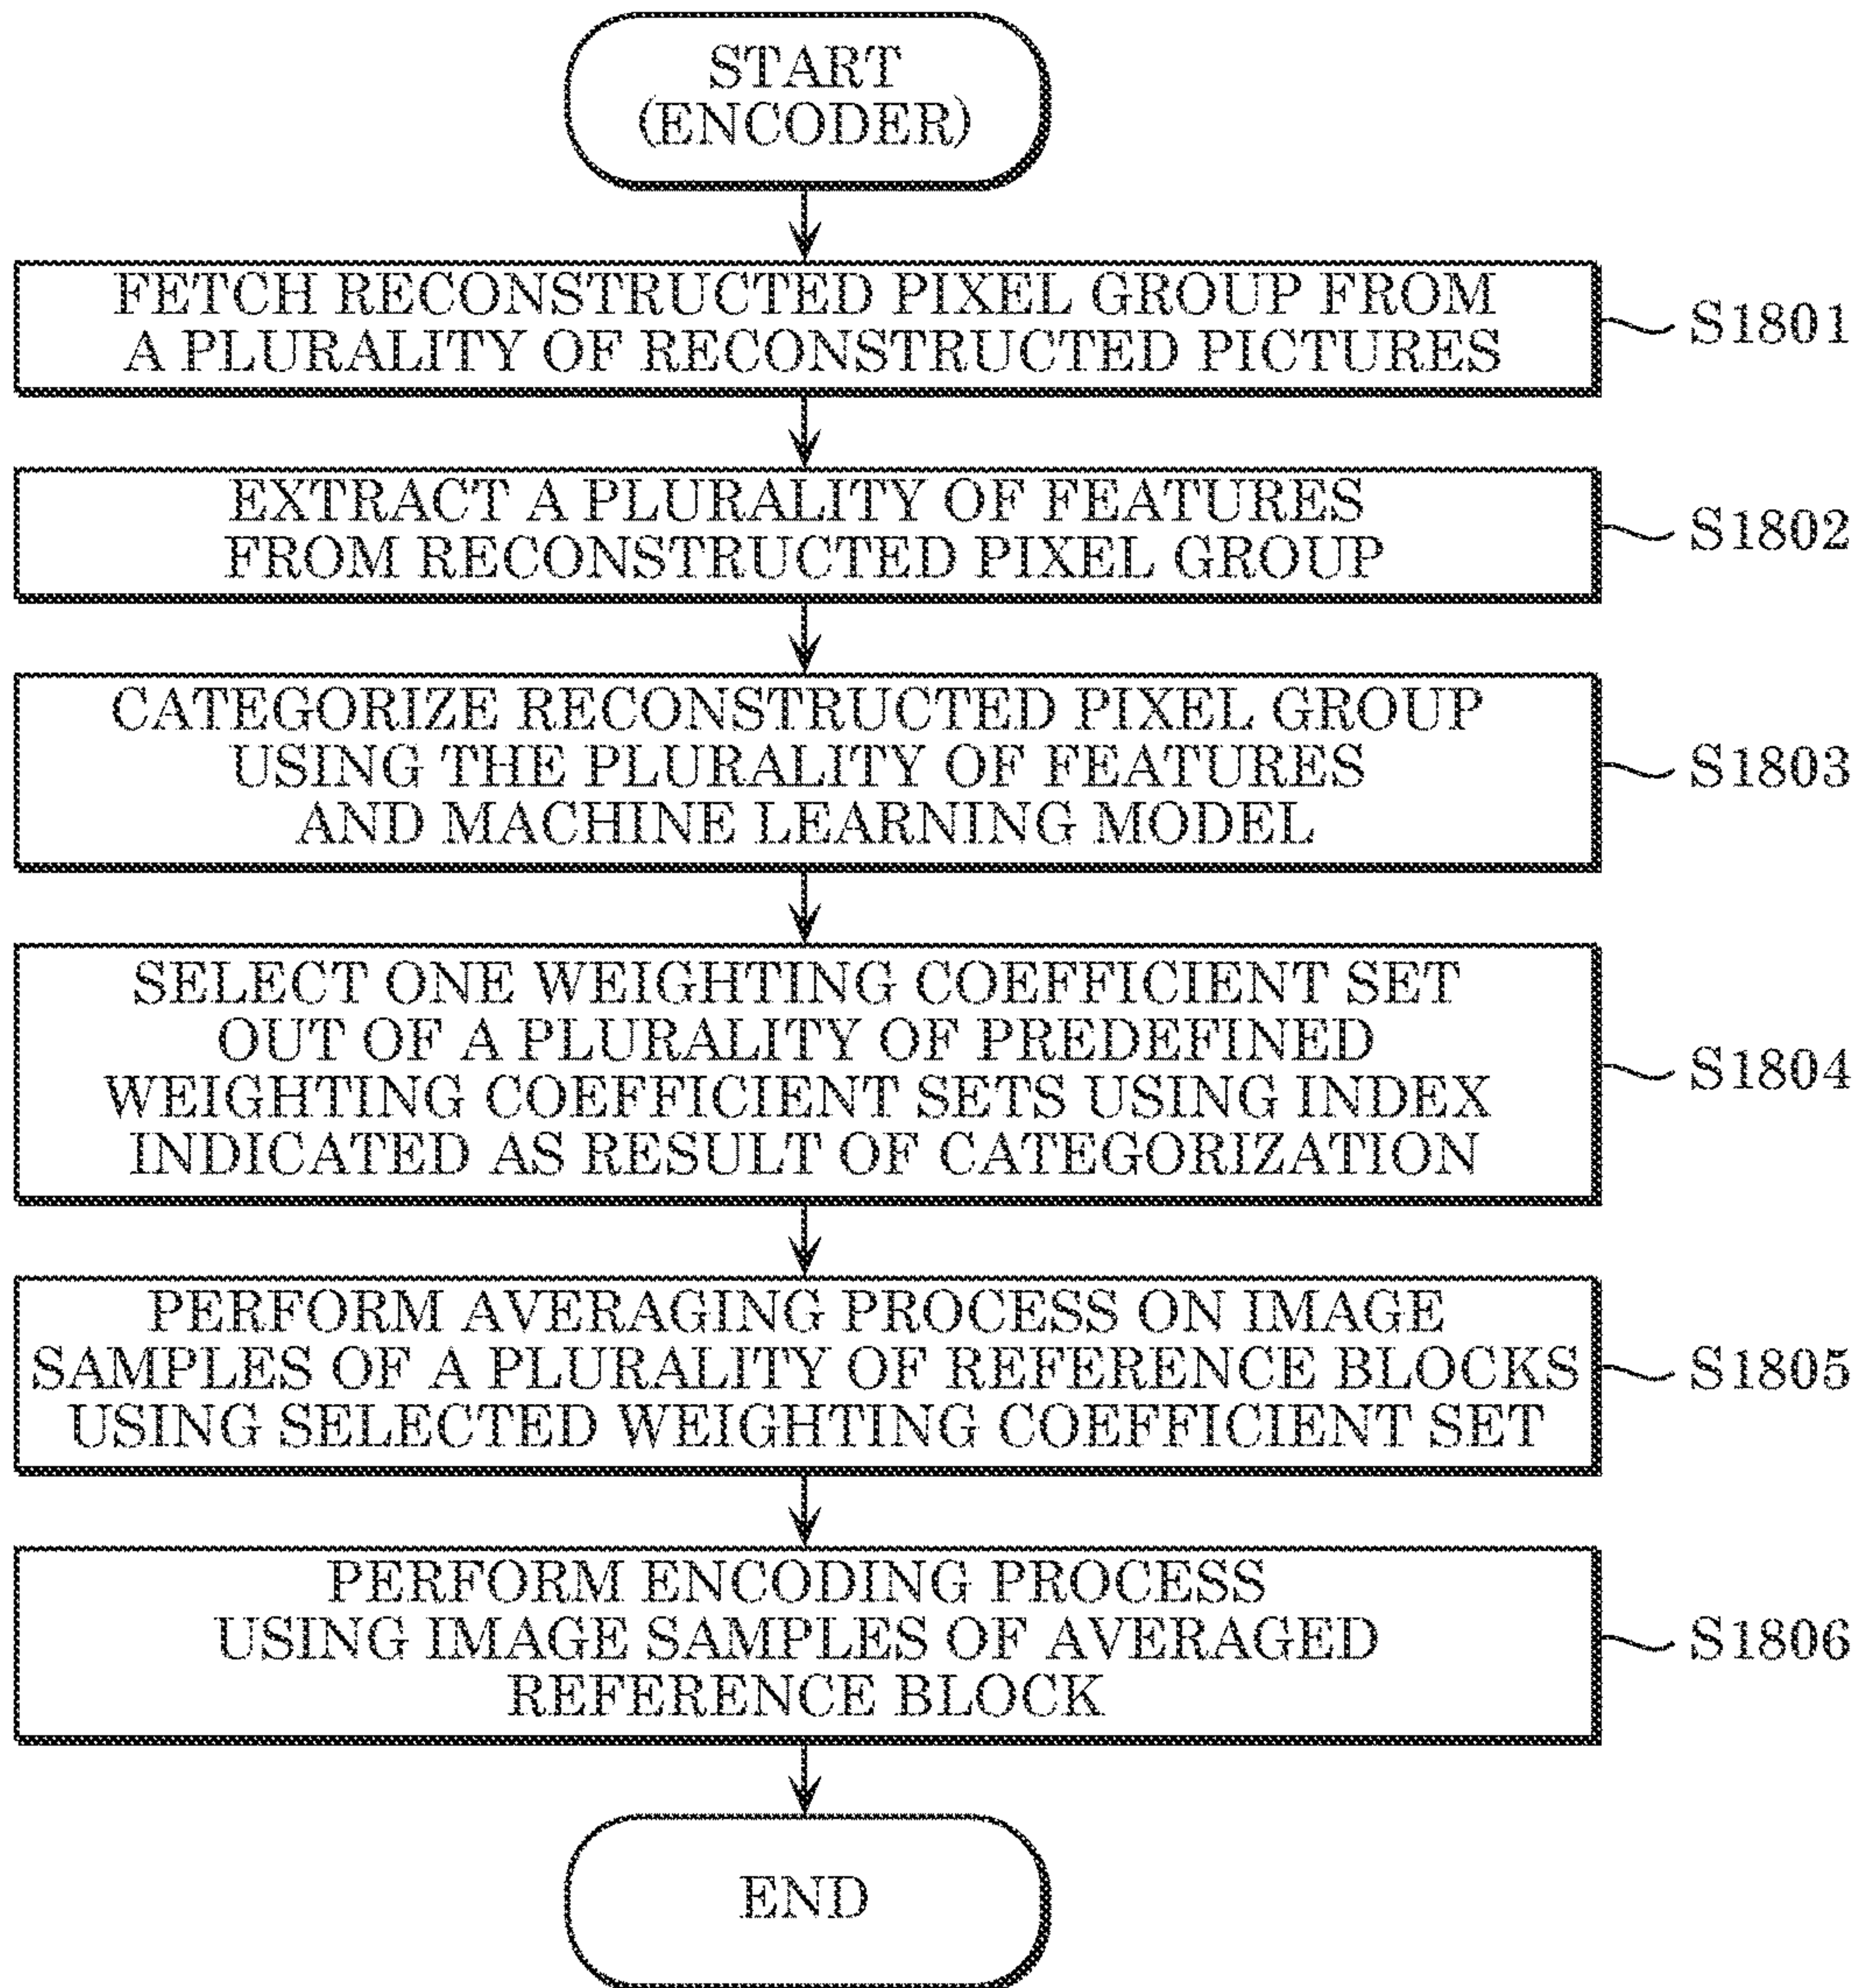 START
(ENCODER)
FETCH RECONSTRUCTED PIXEL GROUP FROM
A PLURALITY OF RECONSTRUCTED PICTURES
S1801
EXTRACT A PLURALITY OF FEATURES
FROM RECONSTRUCTED PIXEL GROUP
S1802
CATEGORIZE RECONSTRUCTED PIXEL GROUP
USING THE PLURALITY OF FEATURES
AND MACHINE LEARNING MODEL
S1803
SELECT ONE WEIGHTING COEFFICIENT SET
OUT OF A PLURALITY OF PREDEFINED
WEIGHTING COEFFICIENT SETS USING INDEX
INDICATED AS RESULT OF CATEGORIZATION
S1804
PERFORM AVERAGING PROCESS ON IMAGE
SAMPLES OF A PLURALITY OF REFERENCE BLOCKS
USING SELECTED WEIGHTING COEFFICIENT SET
S1805
PERFORM ENCODING PROCESS
USING IMAGE SAMPLES OF AVERAGED
REFERENCE BLOCK
S1806
END